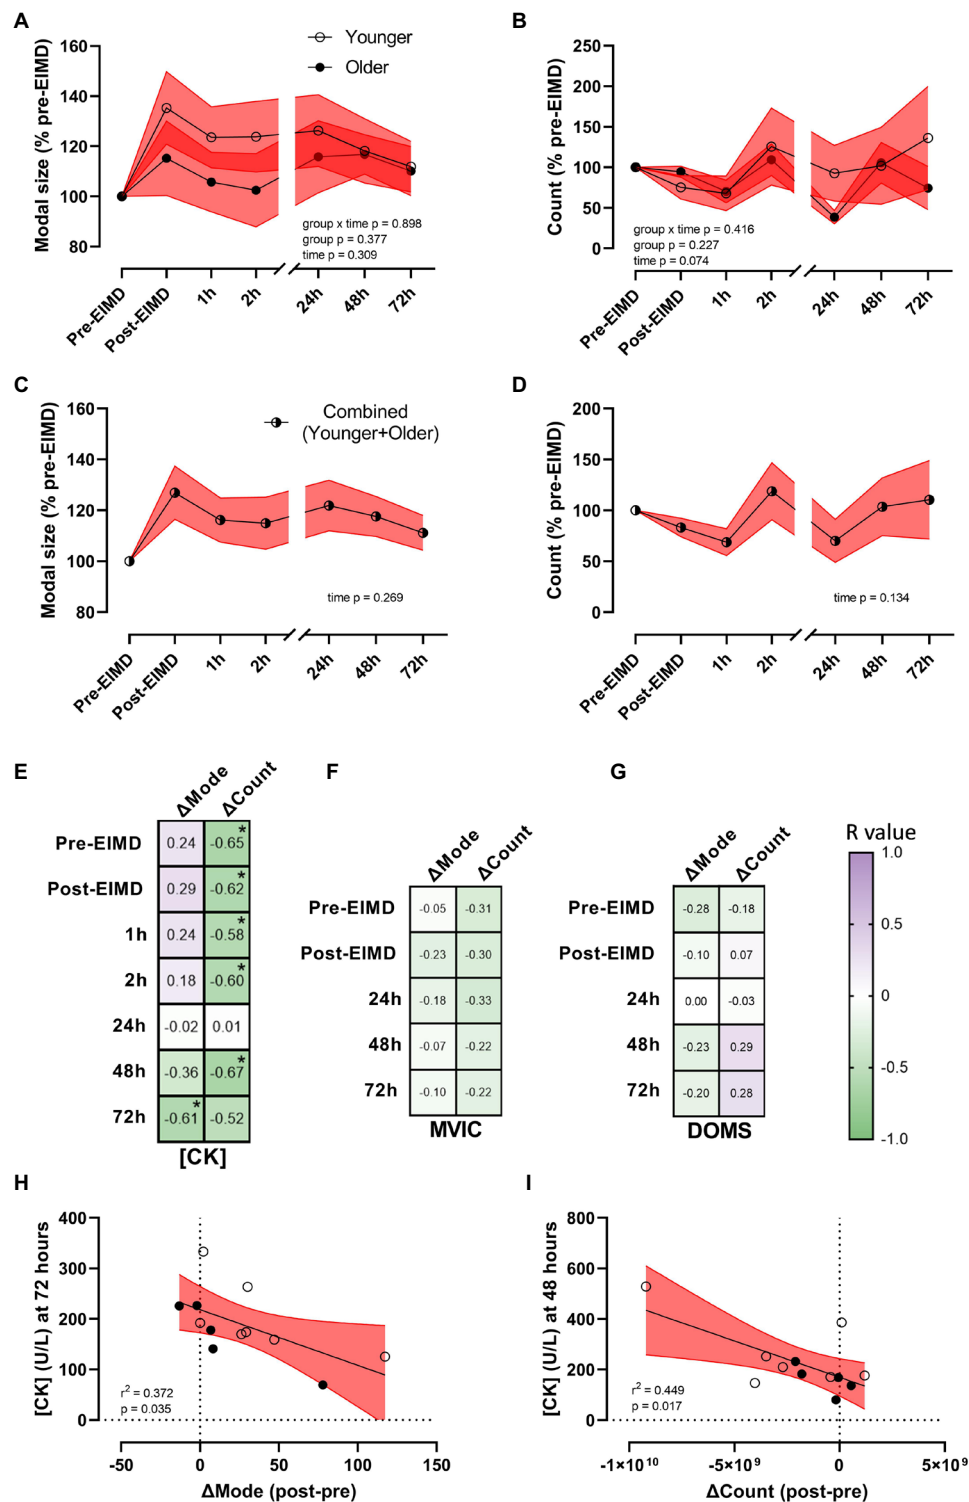 A
Younger
Older
Modal size (% pre-EIMD)
160
140
120
100
80
group x time p = 0.898
group p = 0.377
time p = 0.309
Pre-EIMD
Post-EIMD
1h
2h
24h
48h
72h
B
Count (% pre-EIMD)
250
200
150
100
50
0
group x time p = 0.416
group p = 0.227
time p = 0.074
Pre-EIMD
Post-EIMD
1h
2h
24h
48h
72h
C
Combined
(Younger+Older)
Modal size (% pre-EIMD)
160
140
120
100
80
time p = 0.269
Pre-EIMD
Post-EIMD
1h
2h
24h
48h
72h
D
Count (% pre-EIMD)
200
150
100
50
0
time p = 0.134
Pre-EIMD
Post-EIMD
1h
2h
24h
48h
72h
E
ΔMode
ΔCount
Pre-EIMD 0.24 -0.65*
Post-EIMD 0.29 -0.62*
1h 0.24 -0.58*
2h 0.18 -0.60*
24h -0.02 0.01
48h -0.36 -0.67*
72h -0.61* -0.52
[CK]
F
ΔMode
ΔCount
Pre-EIMD -0.05 -0.31
Post-EIMD -0.23 -0.30
24h -0.18 -0.33
48h -0.07 -0.22
72h -0.10 -0.22
MVIC
G
ΔMode
ΔCount
Pre-EIMD -0.28 -0.18
Post-EIMD -0.10 0.07
24h 0.00 -0.03
48h -0.23 0.29
72h -0.20 0.28
DOMS
R value
1.0
0.5
0
-0.5
-1.0
H
[CK] (U/L) at 72 hours
400
300
200
100
0
r² = 0.372
p = 0.035
-50
0
50
100
150
ΔMode (post-pre)
I
[CK] (U/L) at 48 hours
800
600
400
200
0
r² = 0.449
p = 0.017
-1×10¹⁰
-5×10⁹
0
5×10⁹
ΔCount (post-pre)